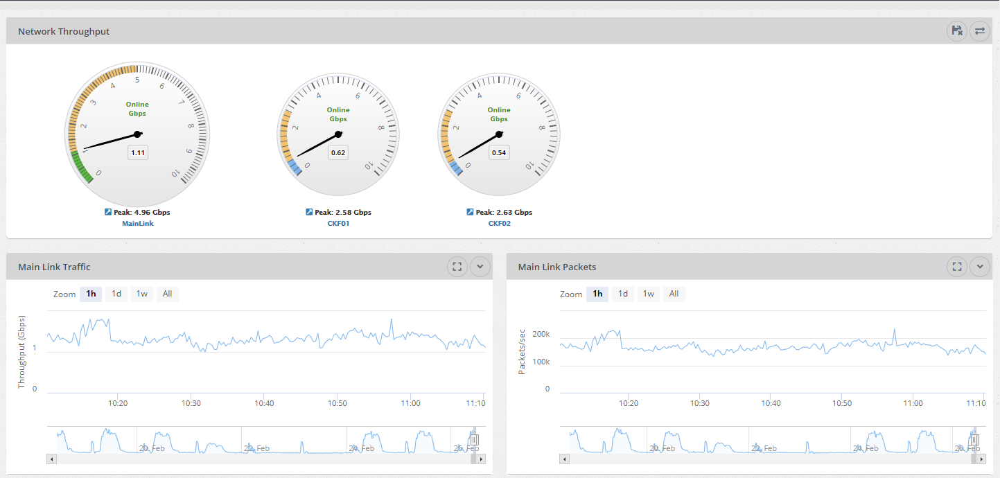 Network Throughput
0 1 2 3 4 5 6 7 8 9 10
Online
Gbps
1.11
Peak: 4.96 Gbps
MainLink
0 2 4 6 8 10
Online
Gbps
0.62
Peak: 2.58 Gbps
CKF01
0 2 4 6 8 10
Online
Gbps
0.54
Peak: 2.63 Gbps
CKF02
Main Link Traffic
Zoom 1h 1d 1w All
Throughput (Gbps)
1
0
10:20 10:30 10:40 10:50 11:00 11:10
20. Feb 22. Feb 24. Feb 26. Feb
Main Link Packets
Zoom 1h 1d 1w All
Packets/sec
200k
100k
0
10:20 10:30 10:40 10:50 11:00 11:10
20. Feb 22. Feb 24. Feb 26. Feb